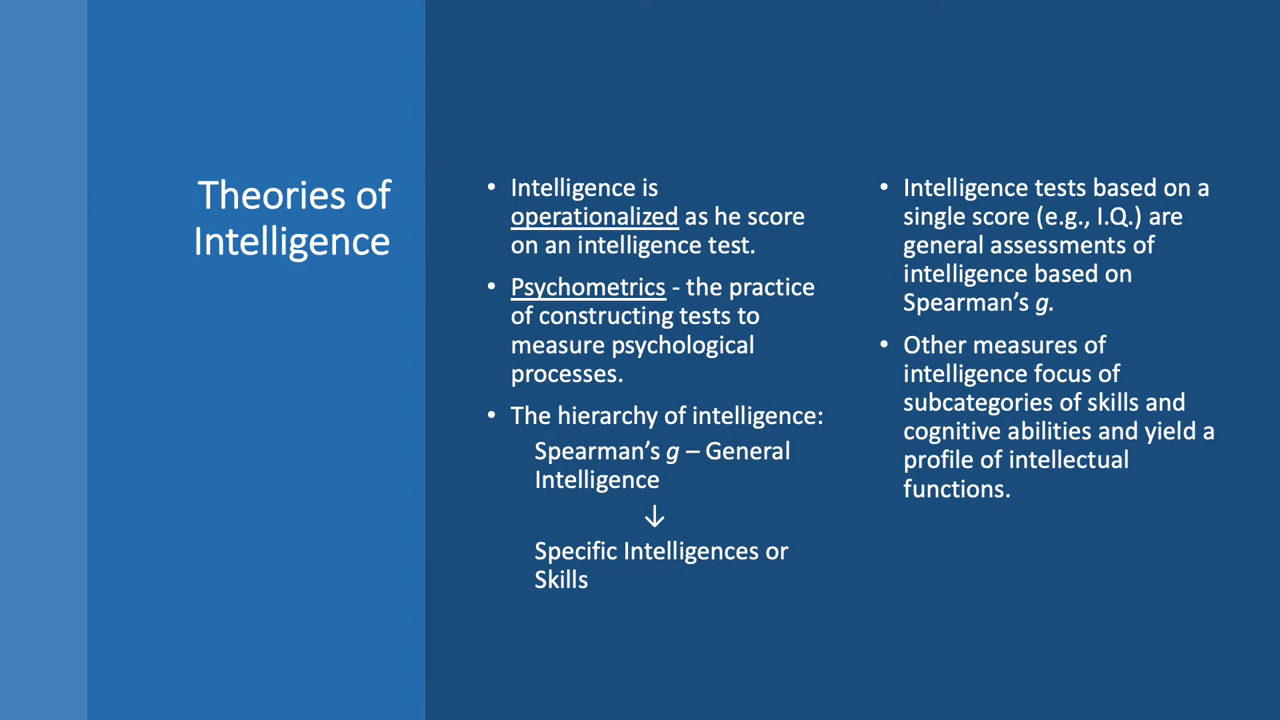 Theories of
Intelligence
• Intelligence is
operationalized as he score
on an intelligence test.
• Psychometrics - the practice
of constructing tests to
measure psychological
processes.
• The hierarchy of intelligence:
Spearman's g – General
Intelligence
↓
Specific Intelligences or
Skills
• Intelligence tests based on a
single score (e.g., I.Q.) are
general assessments of
intelligence based on
Spearman's g.
• Other measures of
intelligence focus of
subcategories of skills and
cognitive abilities and yield a
profile of intellectual
functions.